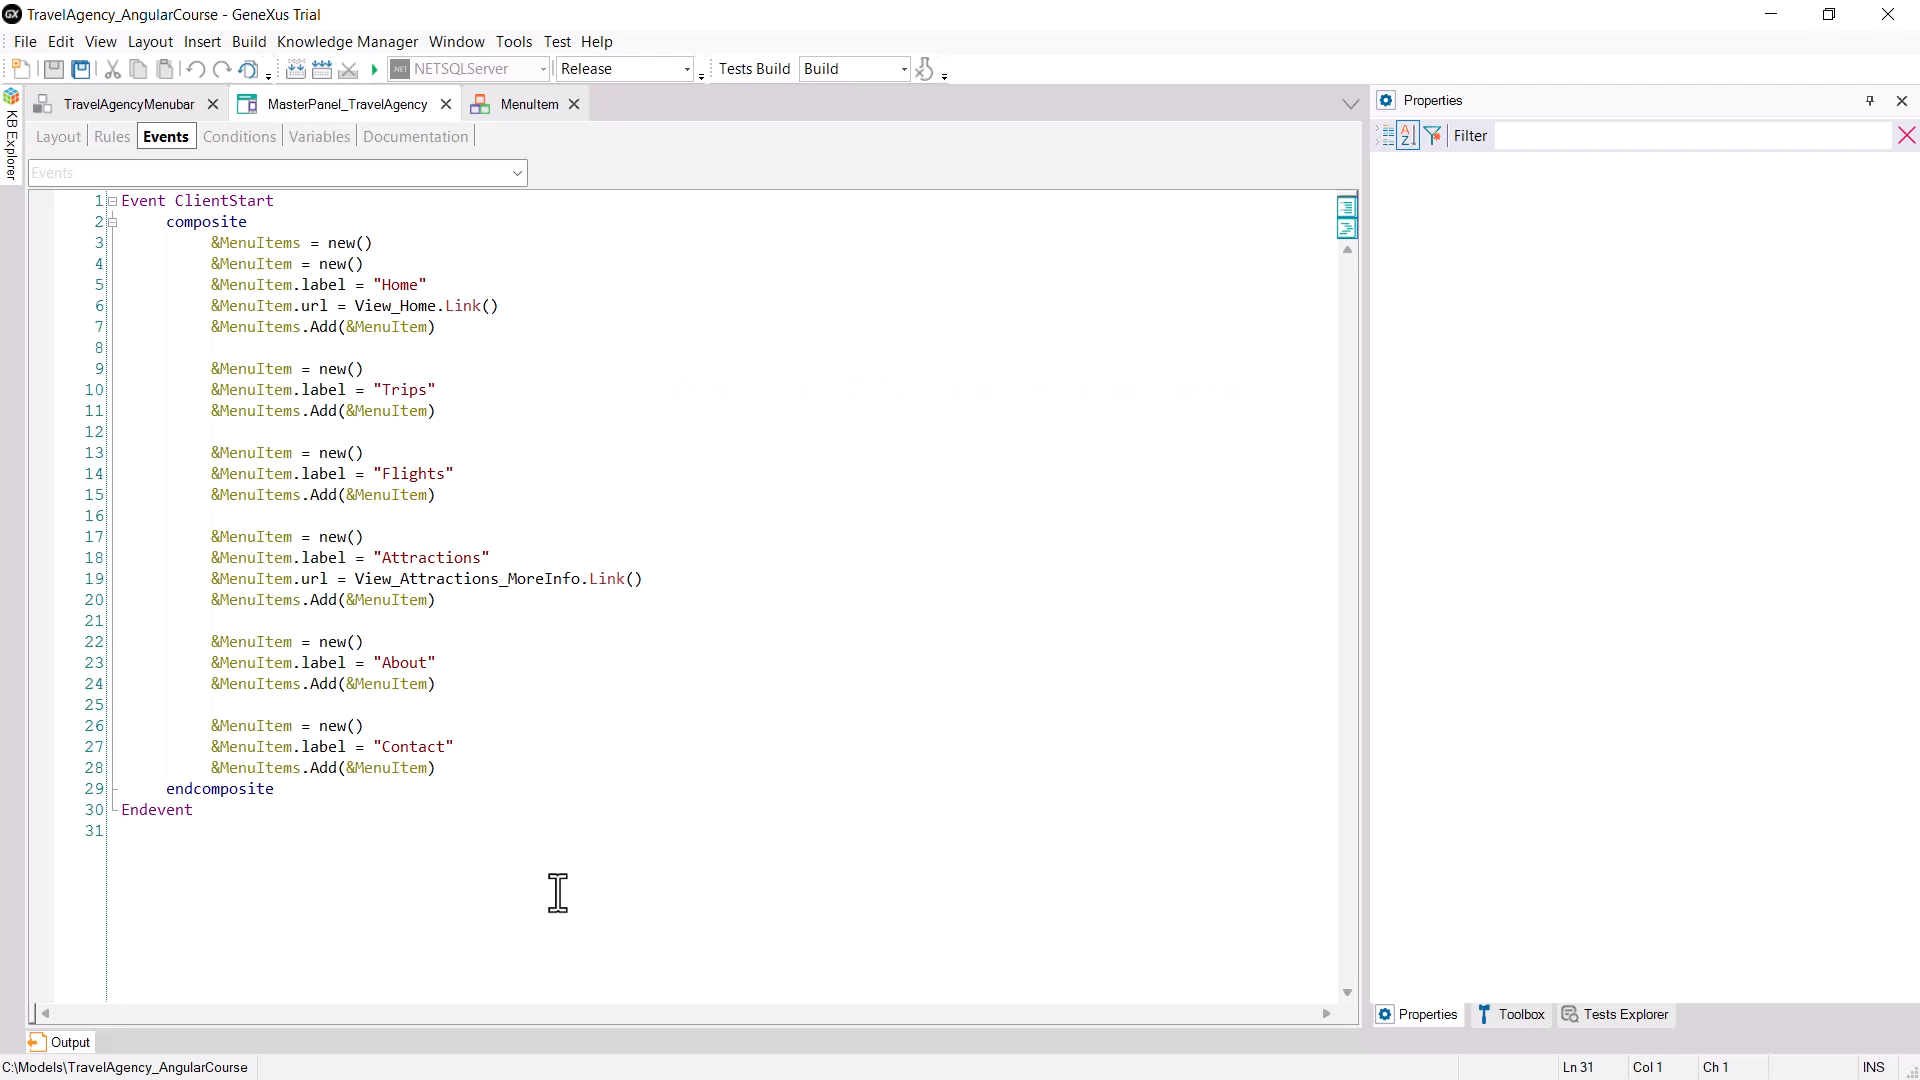 TravelAgency_AngularCourse - GeneXus Trial
File Edit View Layout Insert Build Knowledge Manager Window Tools Test Help
.NET NETSQLServer Release Tests Build Build
KB Explorer
TravelAgencyMenubar MasterPanel_TravelAgency MenuItem
Layout Rules Events Conditions Variables Documentation
Events
1 Event ClientStart
2 composite
3 &MenuItems = new()
4 &MenuItem = new()
5 &MenuItem.label = "Home"
6 &MenuItem.url = View_Home.Link()
7 &MenuItems.Add(&MenuItem)
8
9 &MenuItem = new()
10 &MenuItem.label = "Trips"
11 &MenuItems.Add(&MenuItem)
12
13 &MenuItem = new()
14 &MenuItem.label = "Flights"
15 &MenuItems.Add(&MenuItem)
16
17 &MenuItem = new()
18 &MenuItem.label = "Attractions"
19 &MenuItem.url = View_Attractions_MoreInfo.Link()
20 &MenuItems.Add(&MenuItem)
21
22 &MenuItem = new()
23 &MenuItem.label = "About"
24 &MenuItems.Add(&MenuItem)
25
26 &MenuItem = new()
27 &MenuItem.label = "Contact"
28 &MenuItems.Add(&MenuItem)
29 endcomposite
30 Endevent
31
Properties
Filter
Properties Toolbox Tests Explorer
Output
C:\Models\TravelAgency_AngularCourse
Ln 31 Col 1 Ch 1 INS